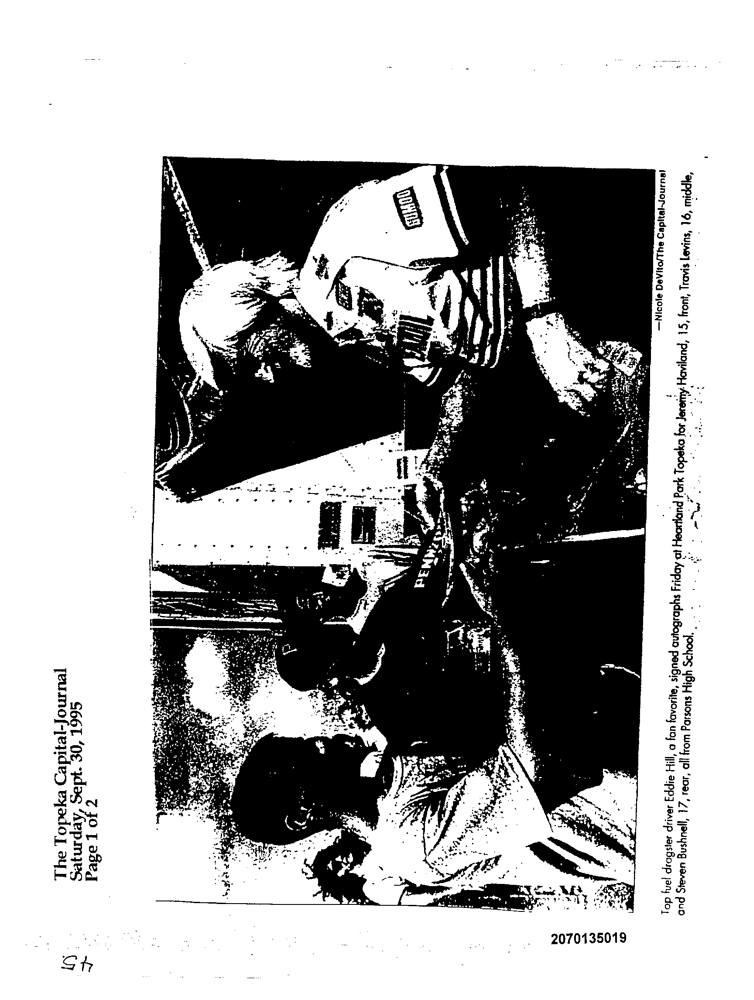 The Topeka Capital-Journal
Saturday, Sept. 30, 1995
Page 1 of 2
—Nicole DeVito/The Capital-Journal
Top fuel dragster driver Eddie Hill, a fan favorite, signed autographs Friday at Heartland Park Topeka for Jeremy Haviland, 15, front, Travis Levins, 16, middle,
and Steven Bushnell, 17, rear, all from Parsons High School.
2070135019
45